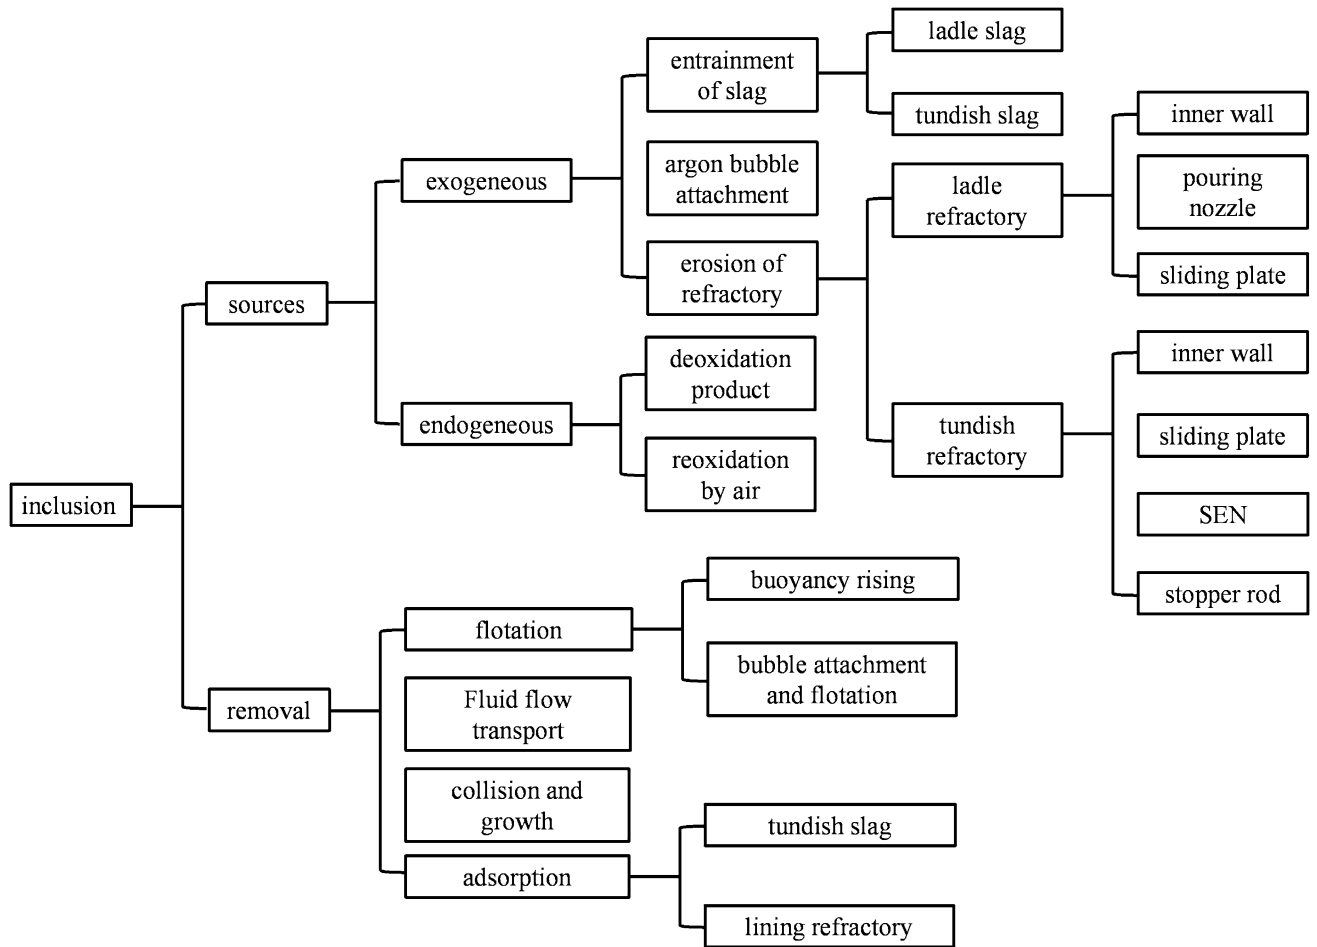 ladle slag
entrainment
of slag
tundish slag
inner wall
argon bubble
attachment
exogeneous
ladle
refractory
pouring
nozzle
erosion of
refractory
sliding plate
sources
deoxidation
product
inner wall
endogeneous
tundish
refractory
sliding plate
reoxidation
by air
inclusion
SEN
buoyancy rising
stopper rod
flotation
bubble attachment
and flotation
removal
Fluid flow
transport
collision and
growth
tundish slag
adsorption
lining refractory